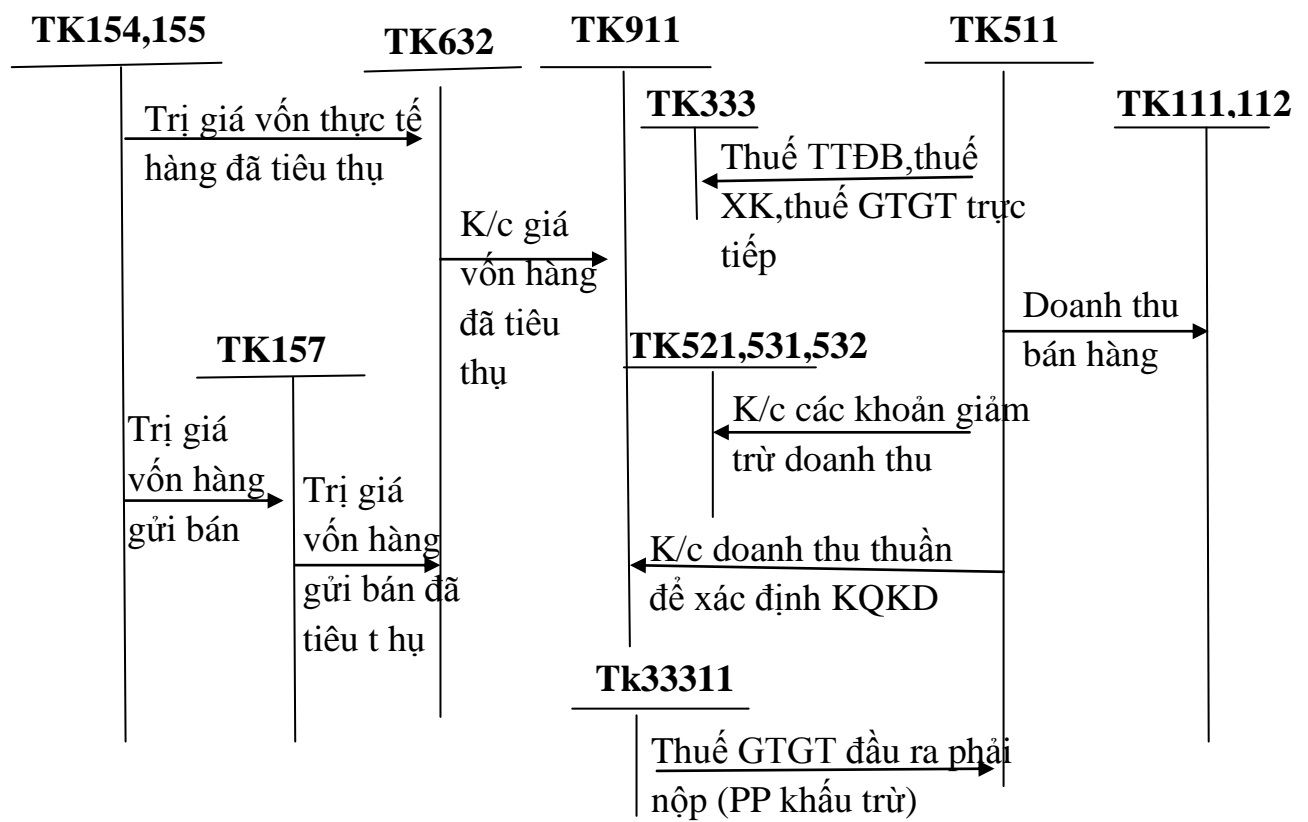 TK154,155
TK632
TK911
TK511
TK333
TK111,112
Trị giá vốn thực tế
hàng đã tiêu thụ
Thuế TTĐB,thuế
XK,thuế GTGT trực
tiếp
K/c giá
vốn hàng
đã tiêu
thụ
Doanh thu
bán hàng
TK157
TK521,531,532
Trị giá
vốn hàng
gửi bán
K/c các khoản giảm
trừ doanh thu
Trị giá
vốn hàng
gửi bán đã
tiêu t hụ
K/c doanh thu thuần
để xác định KQKD
Tk33311
Thuế GTGT đầu ra phải
nộp (PP khấu trừ)